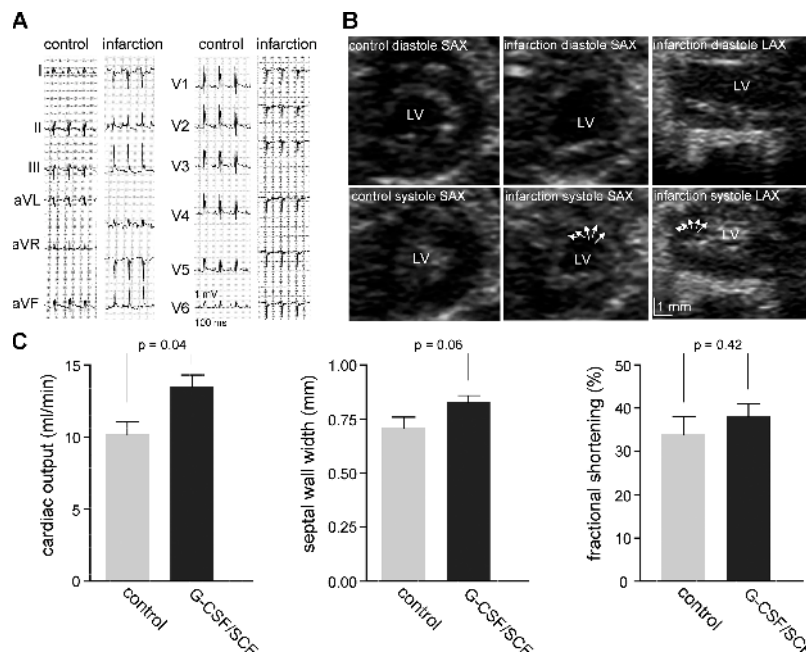 A
control infarction control infarction
I
II
III
aVL
aVR
aVF
V1
V2
V3
V4
V5
V6
1 mV
100 ms
B
control diastole SAX infarction diastole SAX infarction diastole LAX
LV LV LV
control systole SAX infarction systole SAX infarction systole LAX
LV LV LV
1 mm
C
p = 0.04
cardiac output (ml/min)
15
10
5
0
control
G-CSF/SCF
p = 0.06
septal wall width (mm)
1.00
0.75
0.50
0.25
0.00
control
G-CSF/SCF
p = 0.42
fractional shortening (%)
50
40
30
20
10
0
control
G-CSF/SCF